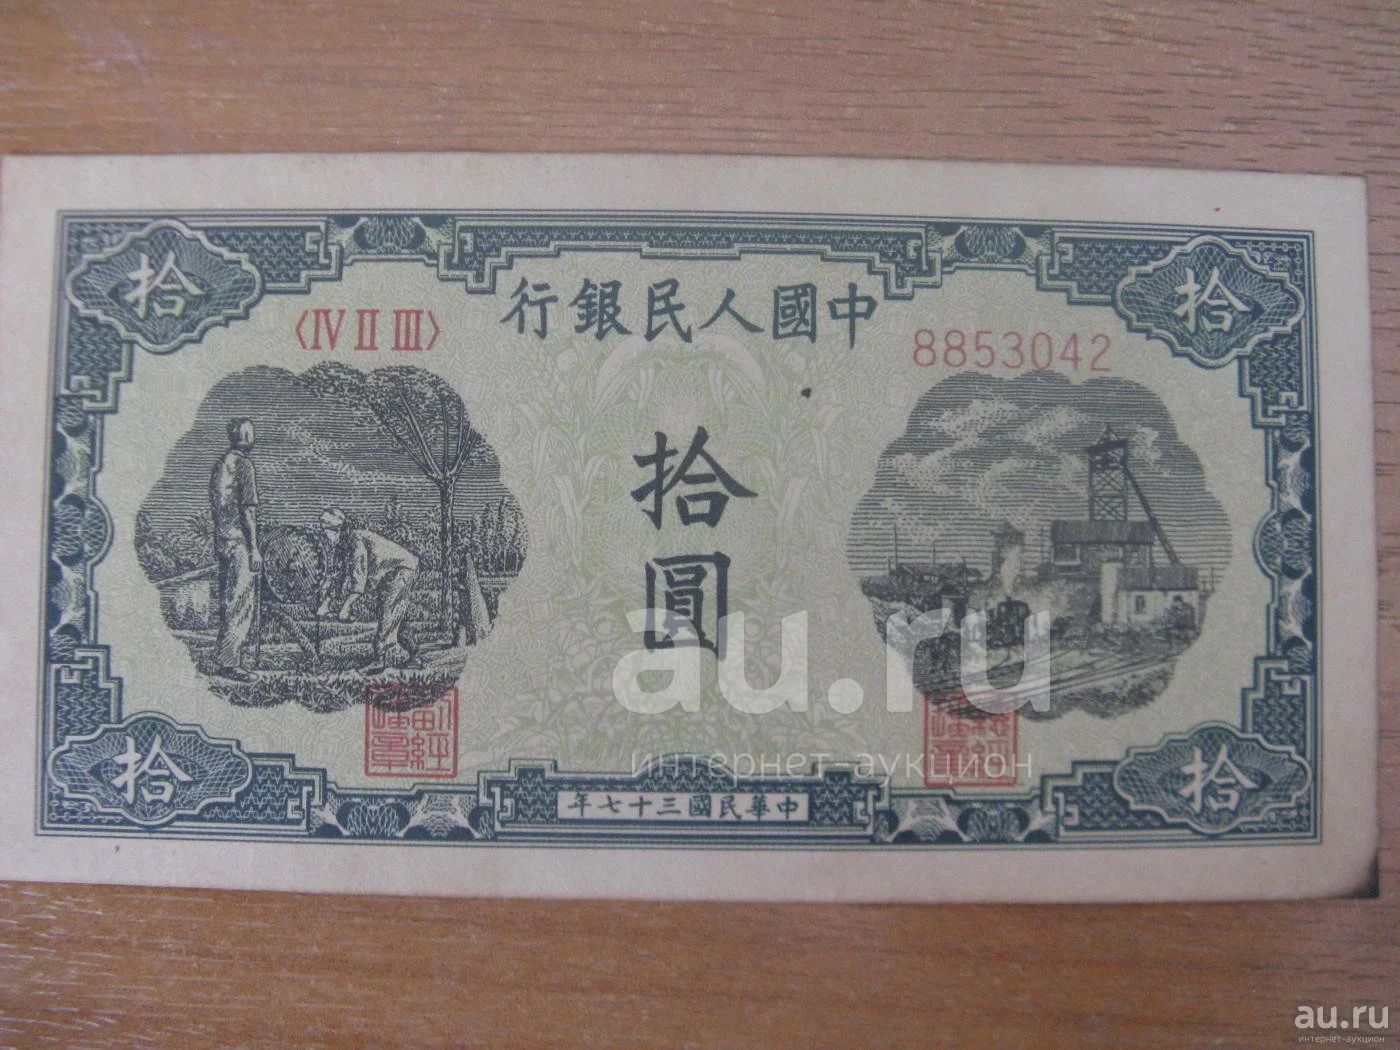 行銀民人國中
〈IV II III〉
8853042
拾
拾
拾圓
拾
拾
年七十三國民華中
au.ru
интернет-аукцион
au.ru
интернет-аукцион